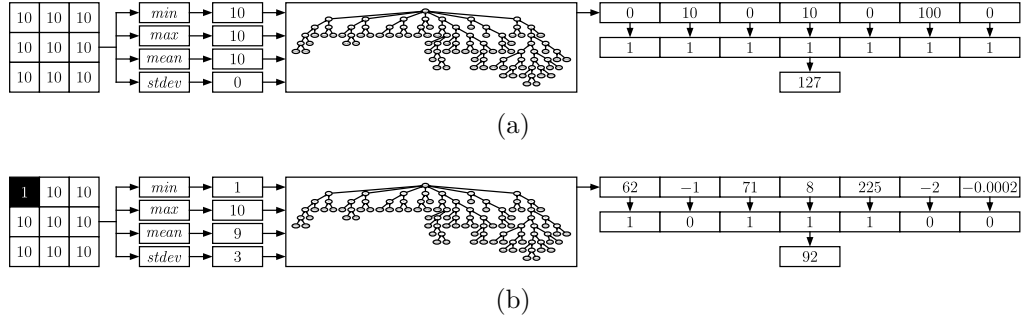 10 10 10 min 10 0 10 0 10 0 100 0
max 10
10 10 10 1 1 1 1 1 1 1
mean 10
10 10 10 stdev 0 127
(a)
1 10 10 min 1 62 −1 71 8 225 −2 −0.0002
max 10
10 10 10 1 0 1 1 1 0 0
mean 9
10 10 10 stdev 3 92
(b)